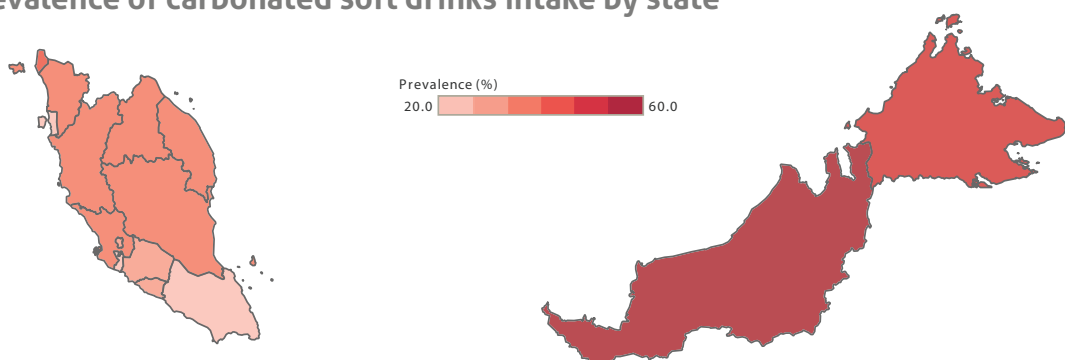 evalence of carbonated soft drinks intake by state
Prevalence (%)
20.0 60.0